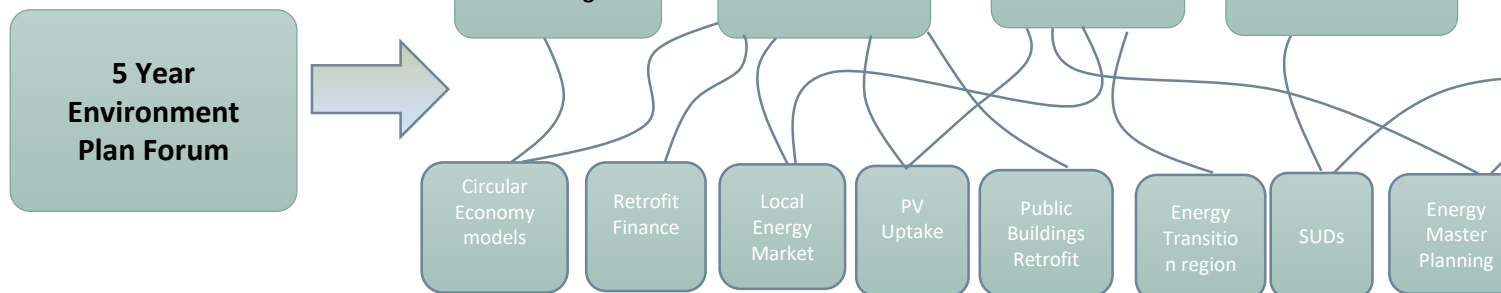 5 Year
Environment
Plan Forum
Circular
Economy
models
Retrofit
Finance
Local
Energy
Market
PV
Uptake
Public
Buildings
Retrofit
Energy
Transitio
n region
SUDs
Energy
Master
Planning